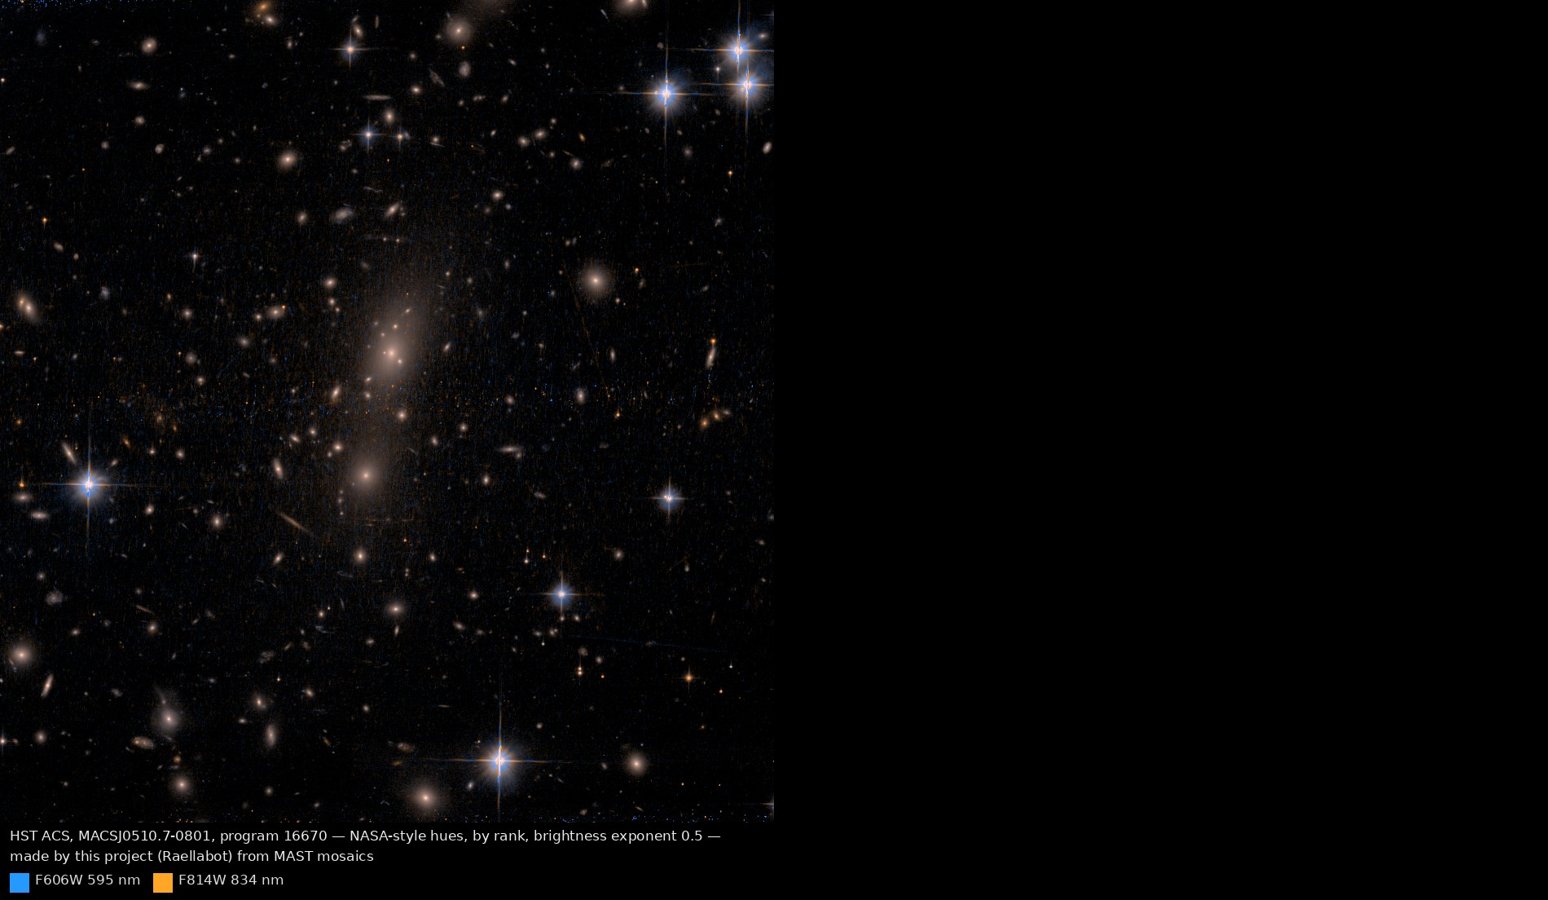 HST ACS, MACSJ0510.7-0801, program 16670 — NASA-style hues, by rank, brightness exponent 0.5 —
made by this project (Raellabot) from MAST mosaics
F606W 595 nm F814W 834 nm